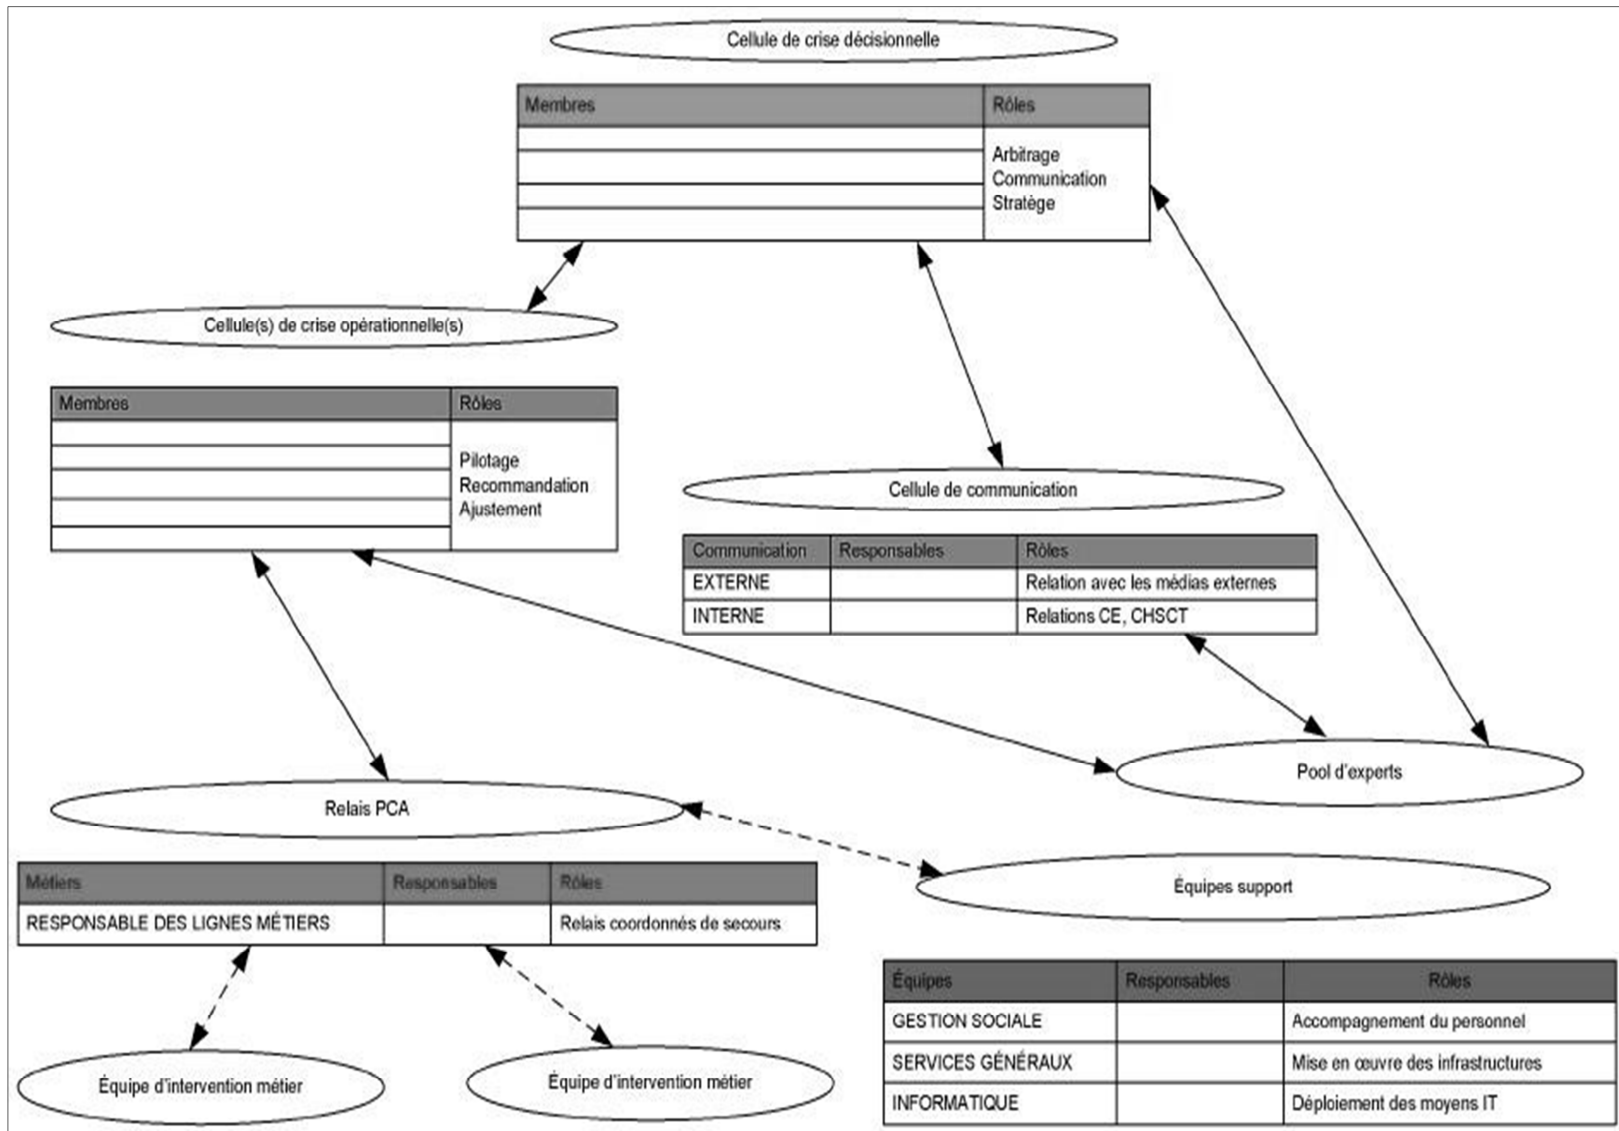 Cellule de crise décisionnelle
Membres Rôles
Arbitrage
Communication
Stratège
Cellule(s) de crise opérationnelle(s)
Membres Rôles
Pilotage
Recommandation
Ajustement
Cellule de communication
Communication Responsables Rôles
EXTERNE Relation avec les médias externes
INTERNE Relations CE, CHSCT
Pool d'experts
Relais PCA
Équipes support
Métiers Responsables Rôles
RESPONSABLE DES LIGNES MÉTIERS Relais coordonnés de secours
Équipes Responsables Rôles
GESTION SOCIALE Accompagnement du personnel
SERVICES GÉNÉRAUX Mise en œuvre des infrastructures
INFORMATIQUE Déploiement des moyens IT
Équipe d'intervention métier
Équipe d'intervention métier